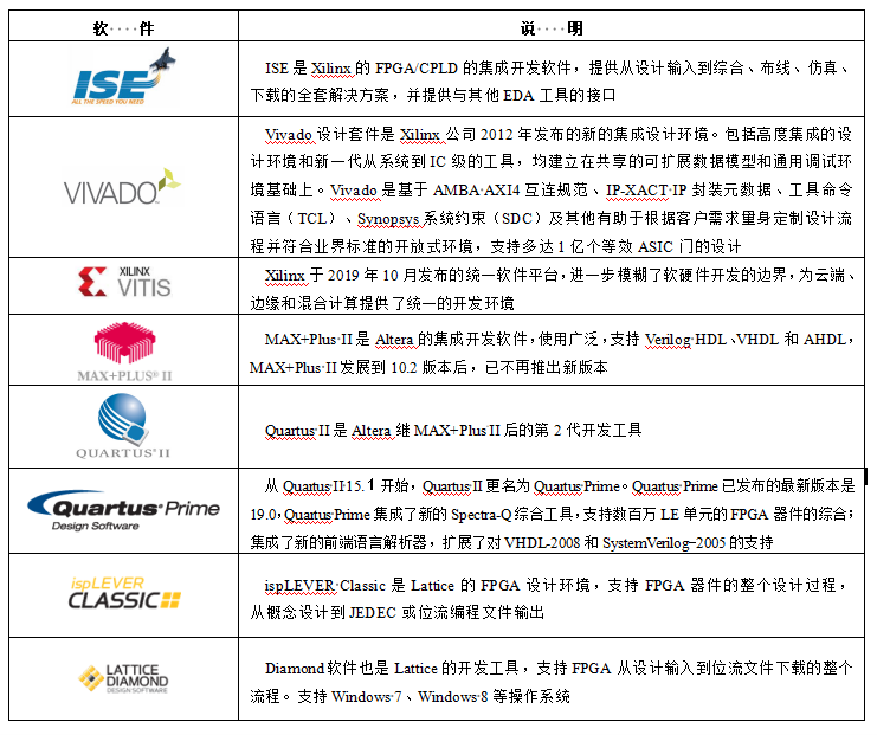 软····件 说····明
ISE
ALL THE SPEED YOU NEED
ISE 是 Xilinx 的 FPGA/CPLD 的集成开发软件，提供从设计输入到综合、布线、仿真、
下载的全套解决方案，并提供与其他 EDA 工具的接口
VIVADO
Vivado 设计套件是 Xilinx 公司 2012 年发布的新的集成设计环境。包括高度集成的设
计环境和新一代从系统到 IC 级的工具，均建立在共享的可扩展数据模型和通用调试环
境基础上。Vivado 是基于 AMBA·AXI4 互连规范、IP-XACT·IP 封装元数据、工具命令
语言（TCL）、Synopsys 系统约束（SDC）及其他有助于根据客户需求量身定制设计流
程并符合业界标准的开放式环境，支持多达 1 亿个等效 ASIC 门的设计
XILINX
VITIS
Xilinx 于 2019 年 10 月发布的统一软件平台，进一步模糊了软硬件开发的边界，为云端、
边缘和混合计算提供了统一的开发环境
MAX+PLUS® II
MAX+Plus·II 是 Altera 的集成开发软件，使用广泛，支持 Verilog·HDL、VHDL 和 AHDL，
MAX+Plus·II 发展到 10.2 版本后，已不再推出新版本
QUARTUS® II
Quartus·II 是 Altera 继 MAX+Plus·II 后的第 2 代开发工具
Quartus® Prime
Design Software
从 Quartus·II·15.1 开始，Quartus·II 更名为 Quartus·Prime。Quartus·Prime 已发布的最新版本是
19.0，Quartus·Prime 集成了新的 Spectra-Q 综合工具，支持数百万 LE 单元的 FPGA 器件的综合；
集成了新的前端语言解析器，扩展了对 VHDL-2008 和 SystemVerilog-2005 的支持
ispLEVER
CLASSIC
ispLEVER·Classic 是 Lattice 的 FPGA 设计环境，支持 FPGA 器件的整个设计过程，
从概念设计到 JEDEC 或位流编程文件输出
LATTICE
DIAMOND
DESIGN SOFTWARE
Diamond 软件也是 Lattice 的开发工具，支持 FPGA 从设计输入到位流文件下载的整个
流程。支持 Windows·7、Windows·8 等操作系统